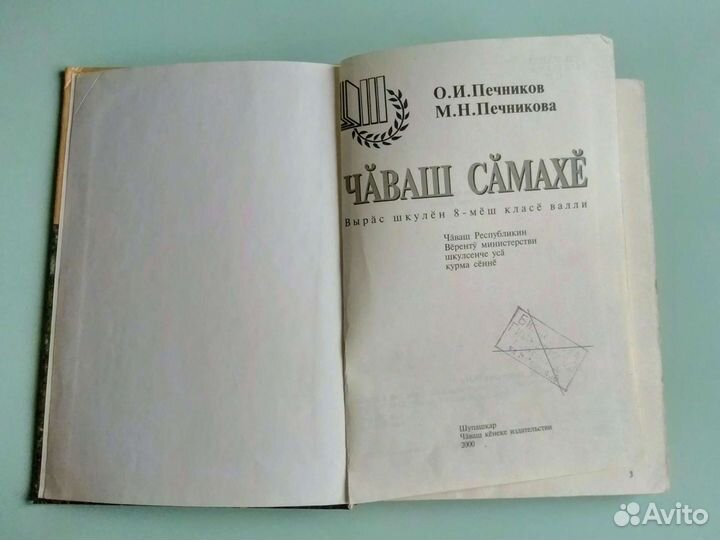 О.И.Печников
М.Н.Печникова
ЧӐВАШ СӐМАХӖ
Вырӑс шкулӗн 8-мӗш класӗ валли
Чӑваш Республикин
Вӗрентӳ министерстви
шкулсенче усӑ
курма сӗннӗ
Шупашкар
Чӑваш кӗнеке издательстви
2000
3
Avito